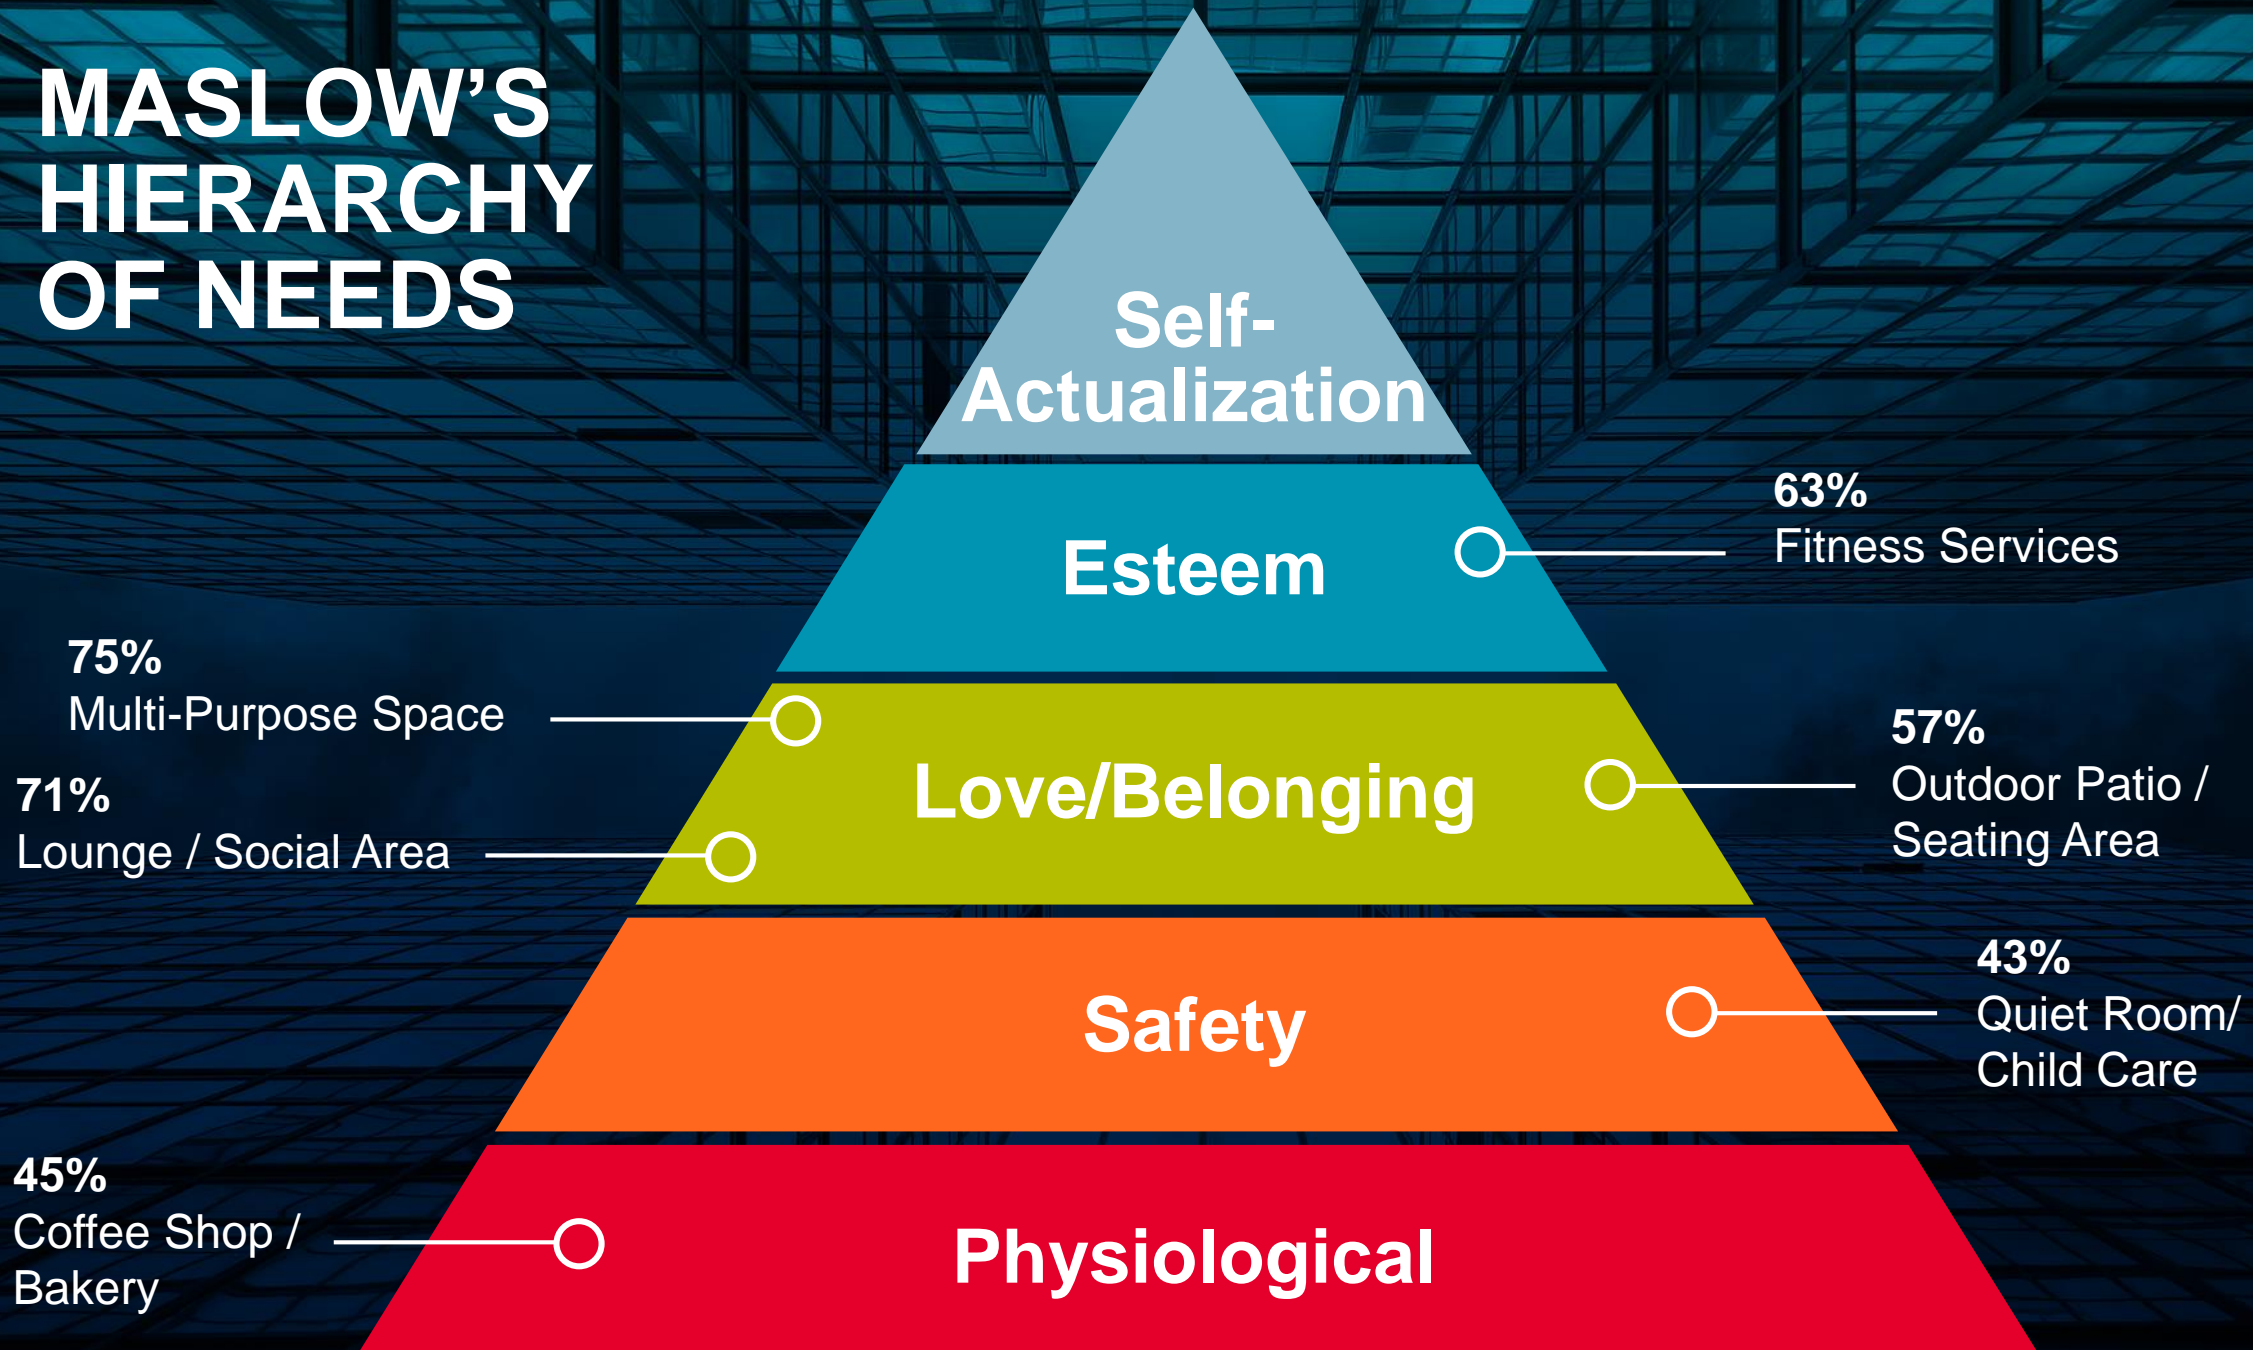 MASLOW’S
HIERARCHY
OF NEEDS
Self-
Actualization
Esteem
63%
Fitness Services
75%
Multi-Purpose Space
71%
Lounge / Social Area
Love/Belonging
57%
Outdoor Patio /
Seating Area
Safety
43%
Quiet Room/
Child Care
45%
Coffee Shop /
Bakery
Physiological